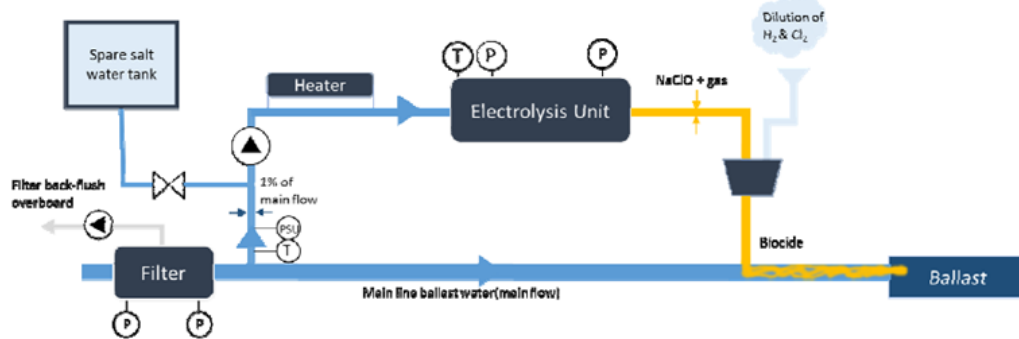 Dilution of
H₂ & Cl₂
Spare salt
water tank
T
P
P
Heater
NaClO + gas
Electrolysis Unit
1% of
main flow
Filter back-flush
overboard
PSU
T
Biocide
Filter
Ballast
Main line ballast water(main flow)
P
P